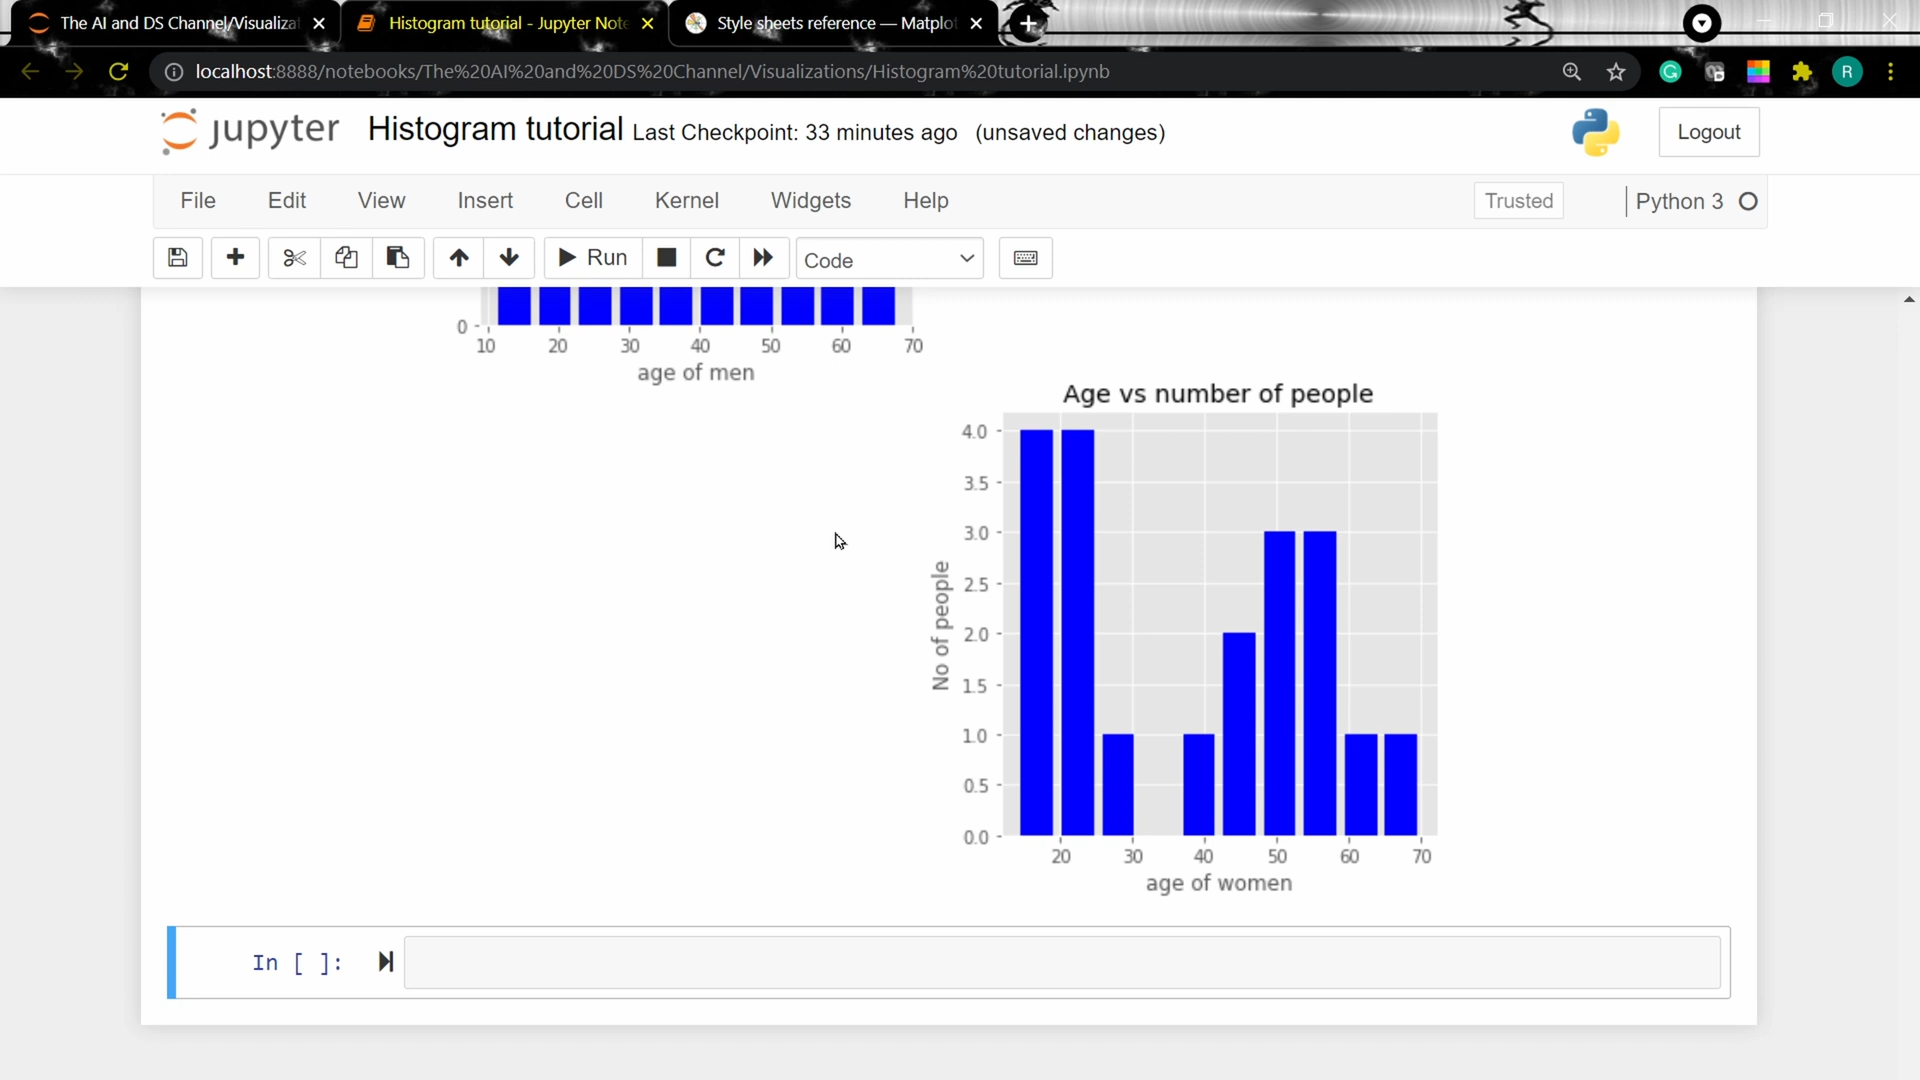 The AI and DS Channel/Visualiza
Histogram tutorial - Jupyter Note
Style sheets reference — Matplot
localhost:8888/notebooks/The%20AI%20and%20DS%20Channel/Visualizations/Histogram%20tutorial.ipynb
G
R
jupyter Histogram tutorial Last Checkpoint: 33 minutes ago (unsaved changes)
Logout
File Edit View Insert Cell Kernel Widgets Help
Trusted
Python 3
Run
Code
0
10 20 30 40 50 60 70
age of men
Age vs number of people
4.0
3.5
3.0
2.5
2.0
1.5
1.0
0.5
0.0
No of people
20 30 40 50 60 70
age of women
In [ ]: